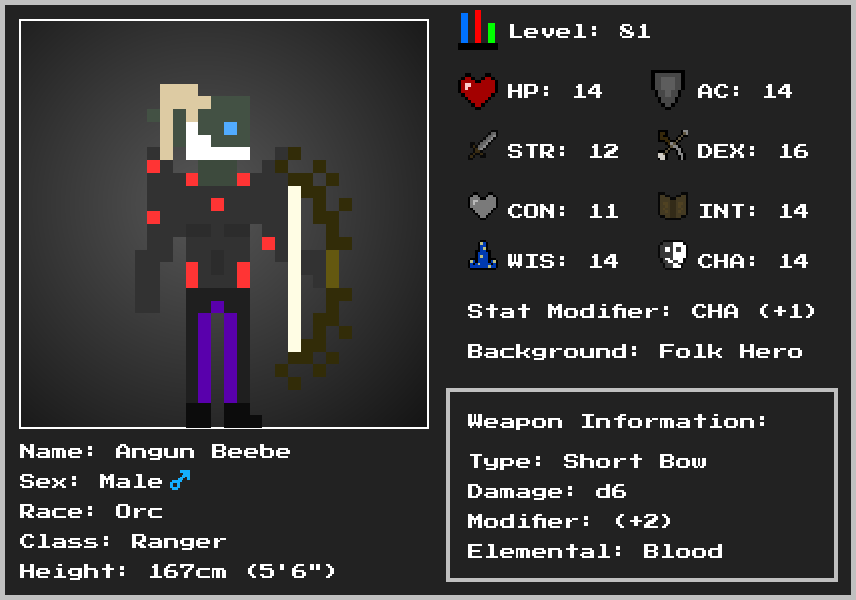 Level: 81
HP: 14
AC: 14
STR: 12
DEX: 16
CON: 11
INT: 14
WIS: 14
CHA: 14
Stat Modifier: CHA (+1)
Background: Folk Hero
Weapon Information:
Type: Short Bow
Damage: d6
Modifier: (+2)
Elemental: Blood
Name: Angun Beebe
Sex: Male♂
Race: Orc
Class: Ranger
Height: 167cm (5'6")